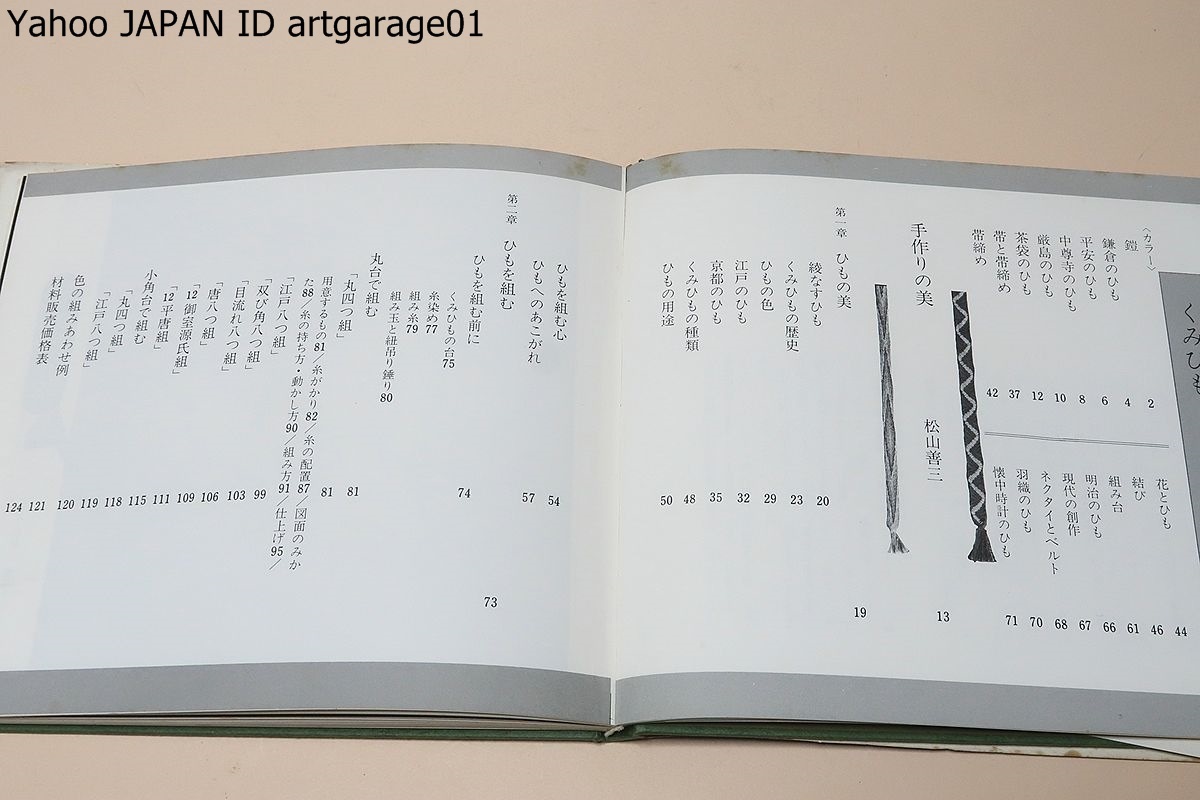 Yahoo JAPAN ID artgarage01
くみひも
〈カラー〉
鎧 2
鎌倉のひも 4
平安のひも 6
中尊寺のひも 8
厳島のひも 10
茶袋のひも 12
帯と帯締め 37
帯締め 42
花とひも 44
結び 46
組み台 61
明治のひも 66
現代の創作 67
ネクタイとベルト 68
羽織のひも 70
懐中時計のひも 71
手作りの美 松山善三 13
第一章 ひもの美 19
綾なすひも 20
くみひもの歴史 23
ひもの色 29
江戸のひも 32
京都のひも 35
くみひもの種類 48
ひもの用途 50
ひもを組む心 54
ひもへのあこがれ 57
第二章 ひもを組む 73
ひもを組む前に 74
くみひもの台75
糸染め77
組み糸79
組み玉と紐吊り錘り80
丸台で組む 81
「丸四つ組」 81
用意するもの81／糸がかり82／糸の配置87／図面のみか
た88／糸の持ち方・動かし方90／組み方91／仕上げ95／
「江戸八つ組」 99
「双び角八つ組」 103
「目流れ八つ組」 106
「唐八つ組」 109
「12御室源氏組」 111
「12平唐組」 115
小角台で組む 118
「丸四つ組」 119
「江戸八つ組」 120
色の組みあわせ例 121
材料販売価格表 124